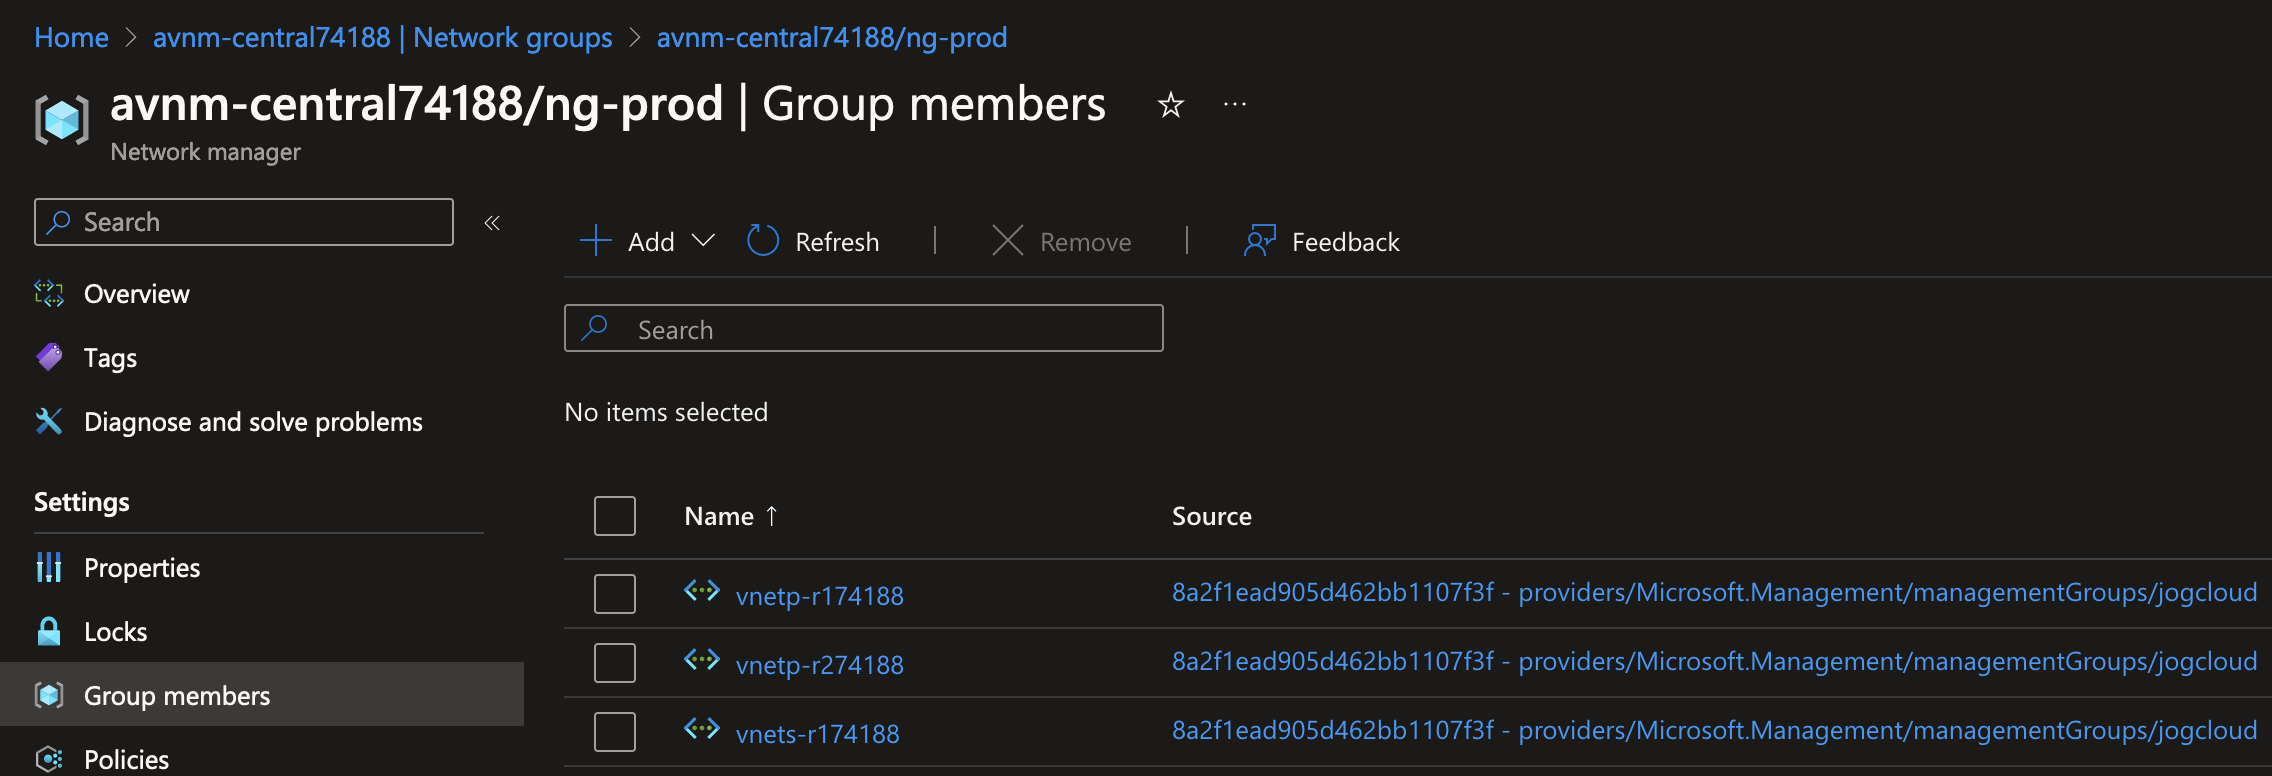 Home > avnm-central74188 | Network groups > avnm-central74188/ng-prod
avnm-central74188/ng-prod | Group members
Network manager
Search
Overview
Tags
Diagnose and solve problems
Settings
Properties
Locks
Group members
Policies
Add Refresh | Remove | Feedback
Search
No items selected
Name ↑ Source
vnetp-r174188 8a2f1ead905d462bb1107f3f - providers/Microsoft.Management/managementGroups/jogcloud
vnetp-r274188 8a2f1ead905d462bb1107f3f - providers/Microsoft.Management/managementGroups/jogcloud
vnets-r174188 8a2f1ead905d462bb1107f3f - providers/Microsoft.Management/managementGroups/jogcloud